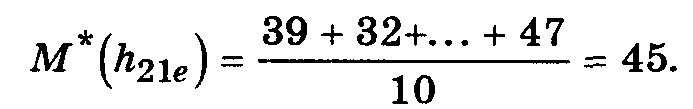 M*(h₂₁ₑ) = (39 + 32+... + 47)/10 = 45.